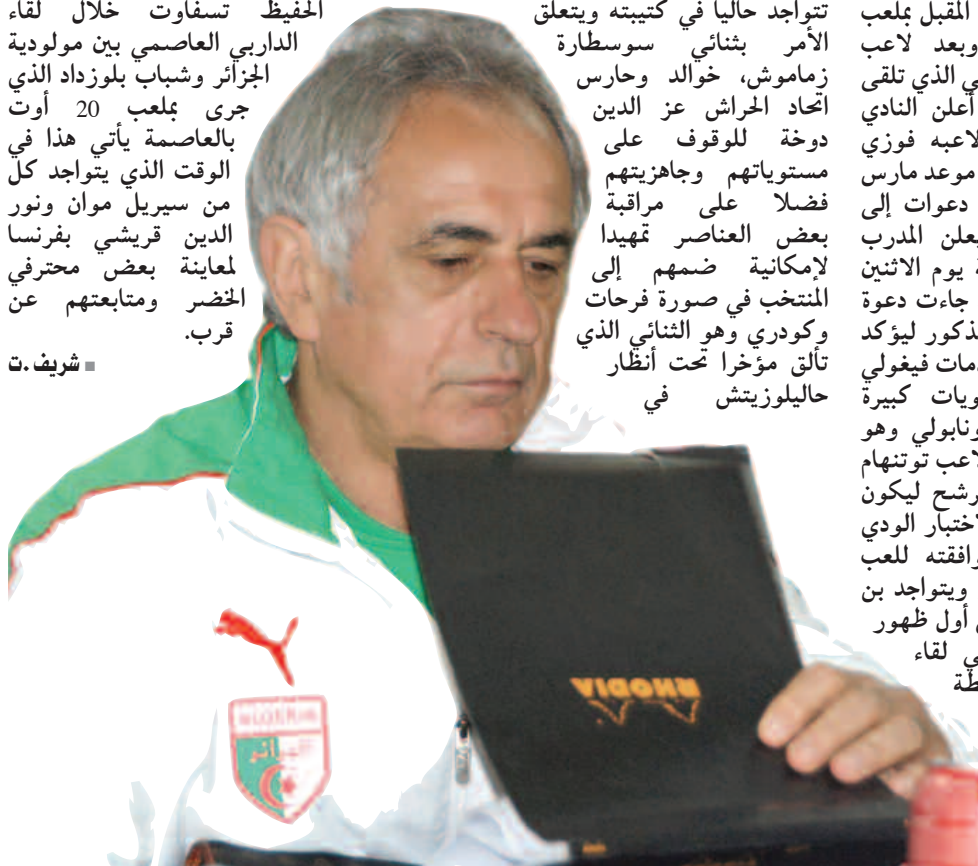 المقبل بملعب
وبعد لاعب
ي الذي تلقى
أعلن النادي
لاعبه فوزي
موعد مارس
دعوات إلى
يعلن المدرب
ة يوم الاثنين
جاءت دعوة
ذكور ليؤكد
دمات فيغولي
ويات كبيرة
ونابولي وهو
لاعب توتنهام
رشح ليكون
لاختبار الودي
وافقته للعب
ويتواجد بن
ن أول ظهور
ي لقاء
طة
تتواجد حاليا في كتيبته ويتعلق
الأمر بثنائي سوسطارة
زماموش، خوالد وحارس
اتحاد الحراش عز الدين
دوخة للوقوف على
مستوياتهم وجاهزيتهم
فضلا على مراقبة
بعض العناصر تمهيدا
لإمكانية ضمهم إلى
المنتخب في صورة فرحات
وكودري وهو الثنائي الذي
تألق مؤخرا تحت أنظار
حاليلوزيتش في
الحفيظ تسفاوت خلال لقاء
الداربي العاصمي بين مولودية
الجزائر وشباب بلوزداد الذي
جرى بملعب 20 أوت
بالعاصمة يأتي هذا في
الوقت الذي يتواجد كل
من سيريل موان ونور
الدين قريشي بفرنسا
لمعاينة بعض محترفي
الخضر ومتابعتهم عن
قرب.
■ شريف .ت
RHODIA